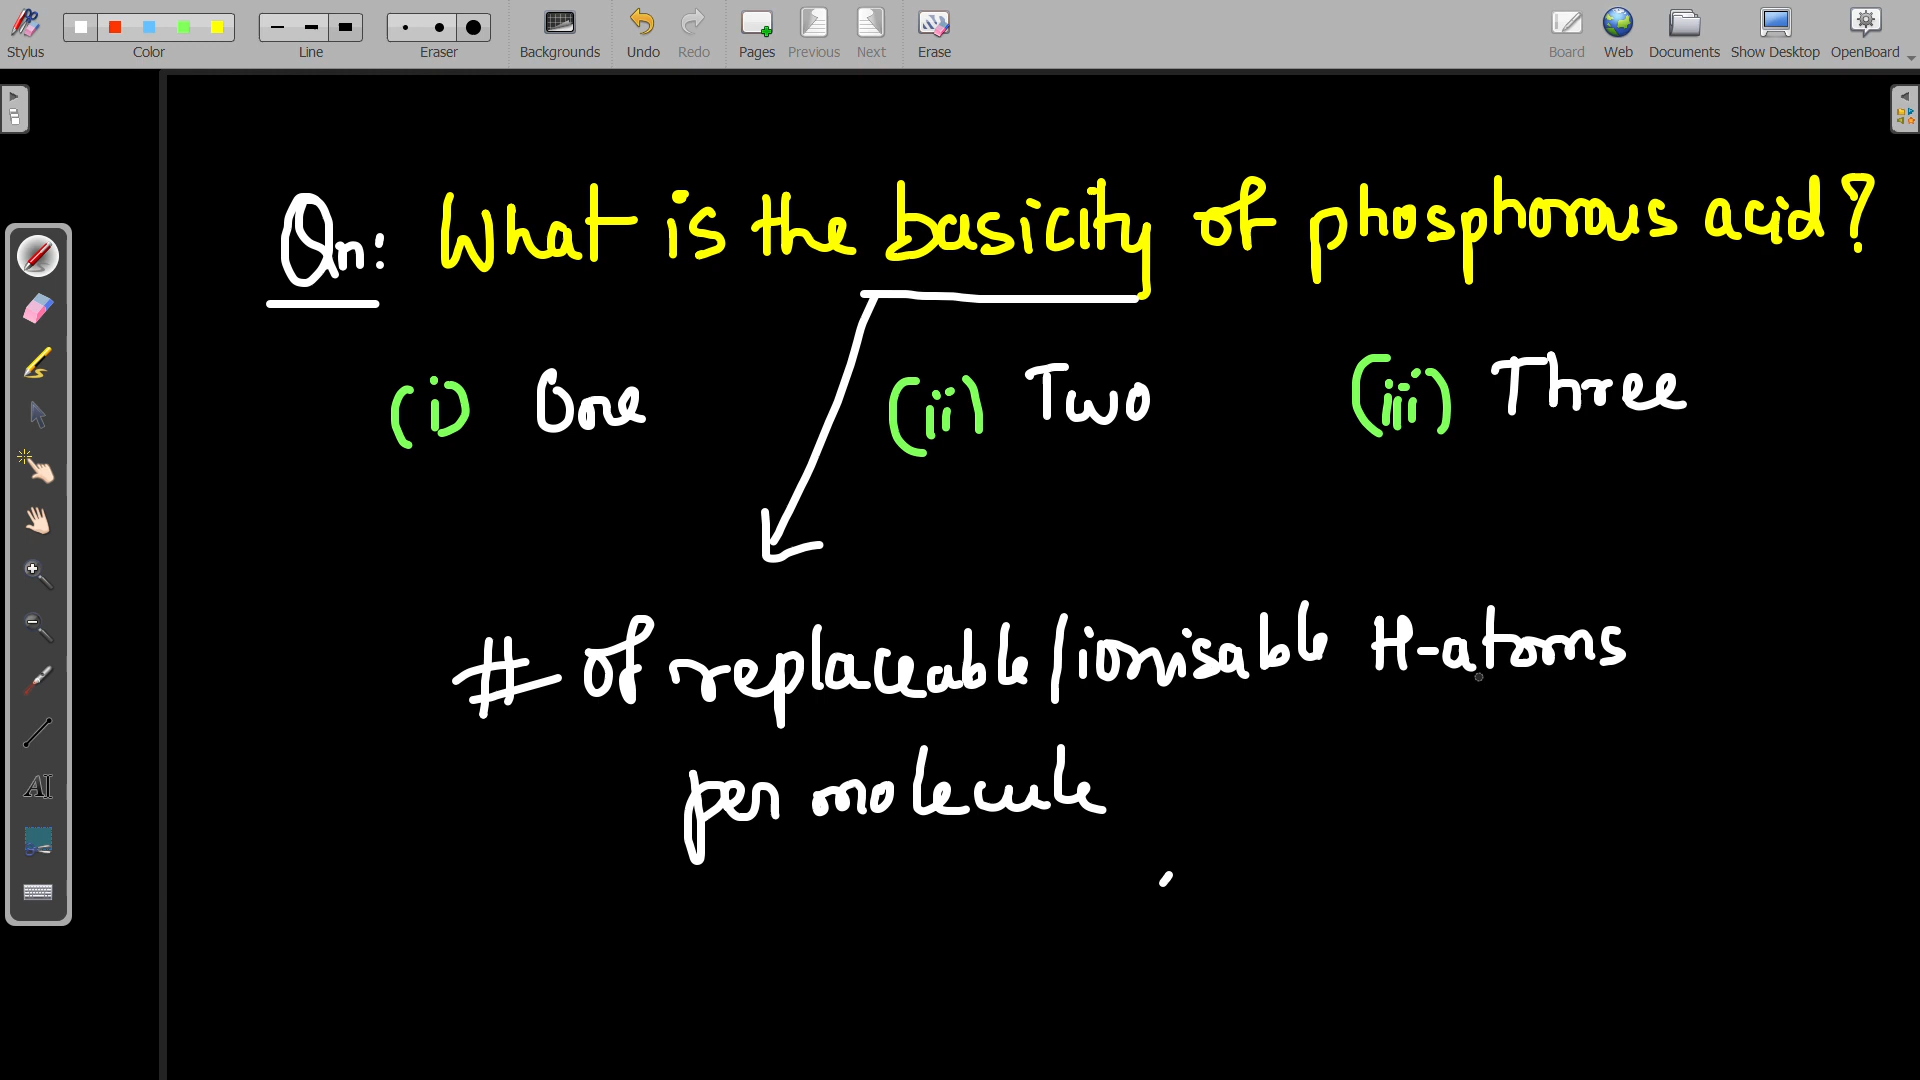 Stylus Color Line Eraser Backgrounds Undo Redo Pages Previous Next Erase Board Web Documents Show Desktop OpenBoard
Qn: What is the basicity of phosphorous acid?
(i) One (ii) Two (iii) Three
# of replaceable/ionisable H-atoms
per molecule